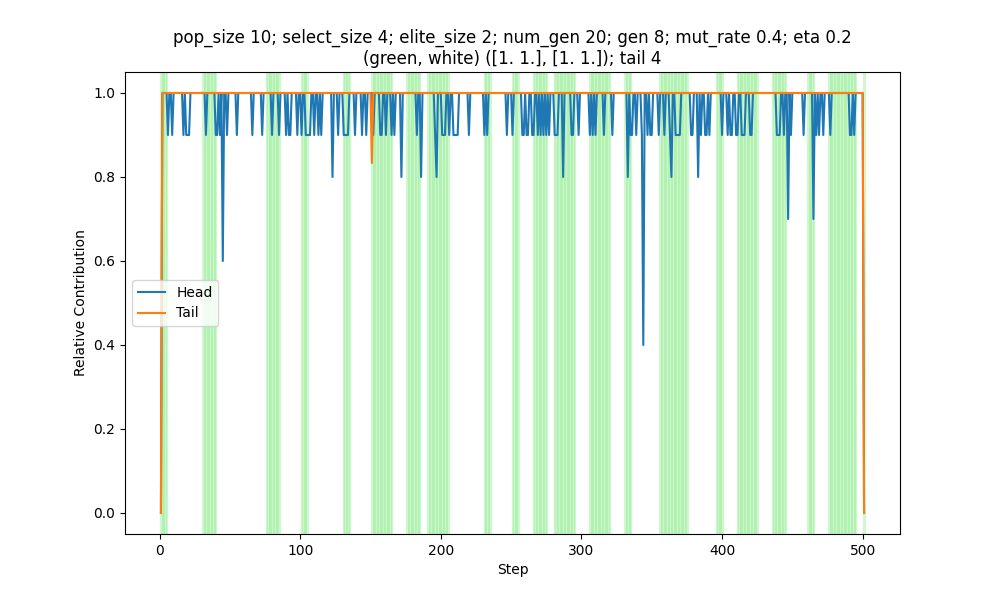 pop_size 10; select_size 4; elite_size 2; num_gen 20; gen 8; mut_rate 0.4; eta 0.2
(green, white) ([1. 1.], [1. 1.]); tail 4
1.0
0.8
0.6
0.4
0.2
0.0
Relative Contribution
Head
Tail
0
100
200
300
400
500
Step